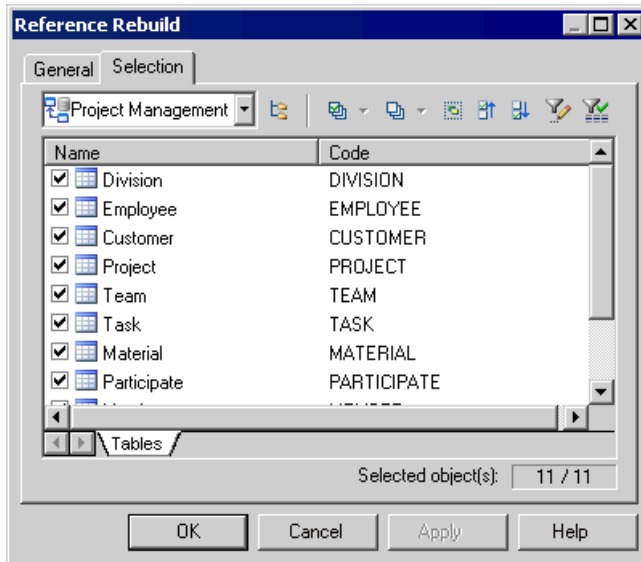 Reference Rebuild
General Selection
Project Management
Name Code
Division DIVISION
Employee EMPLOYEE
Customer CUSTOMER
Project PROJECT
Team TEAM
Task TASK
Material MATERIAL
Participate PARTICIPATE
Tables
Selected object(s): 11 / 11
OK Cancel Apply Help